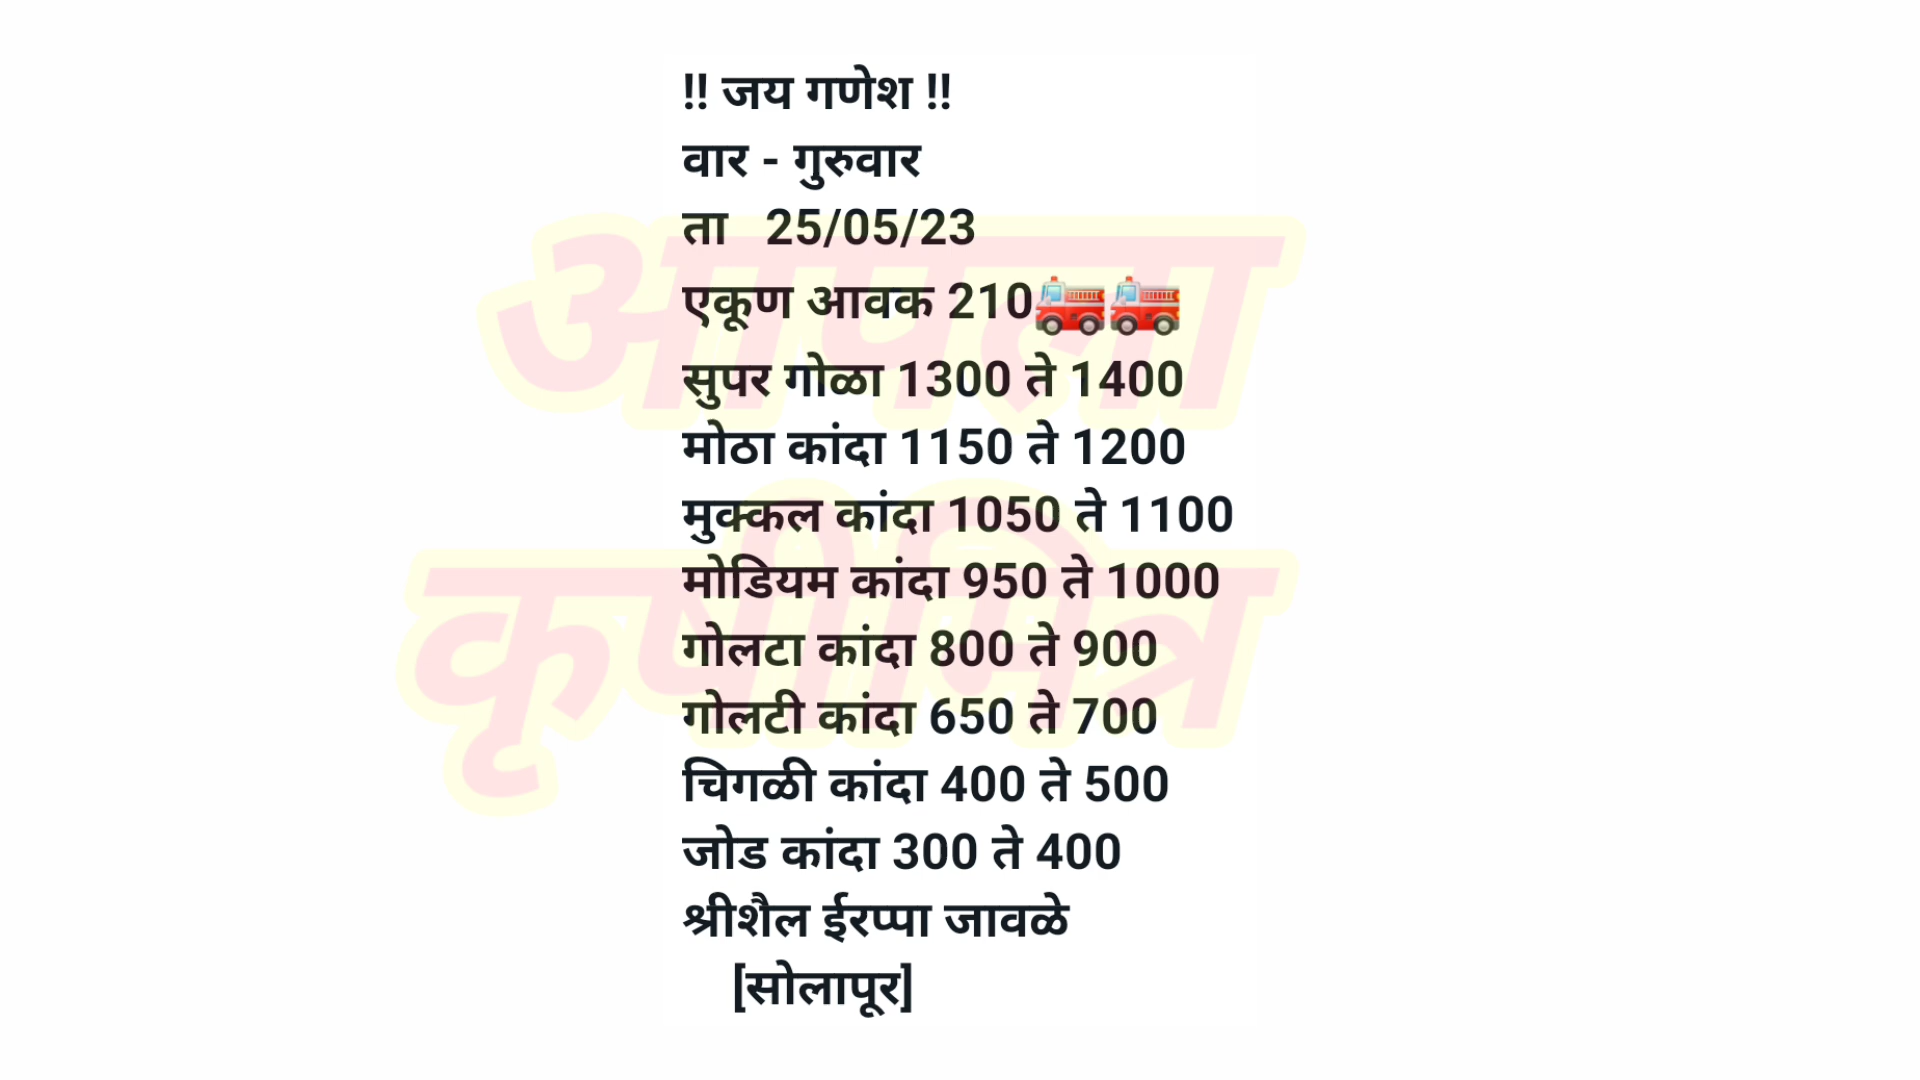 !! जय गणेश !!
वार - गुरुवार
ता 25/05/23
एकूण आवक 210🚒🚒
सुपर गोळा 1300 ते 1400
मोठा कांदा 1150 ते 1200
मुक्कल कांदा 1050 ते 1100
मोडियम कांदा 950 ते 1000
गोलटा कांदा 800 ते 900
गोलटी कांदा 650 ते 700
चिगळी कांदा 400 ते 500
जोड कांदा 300 ते 400
श्रीशैल ईरप्पा जावळे
[सोलापूर]
आपला
कृषीमित्र